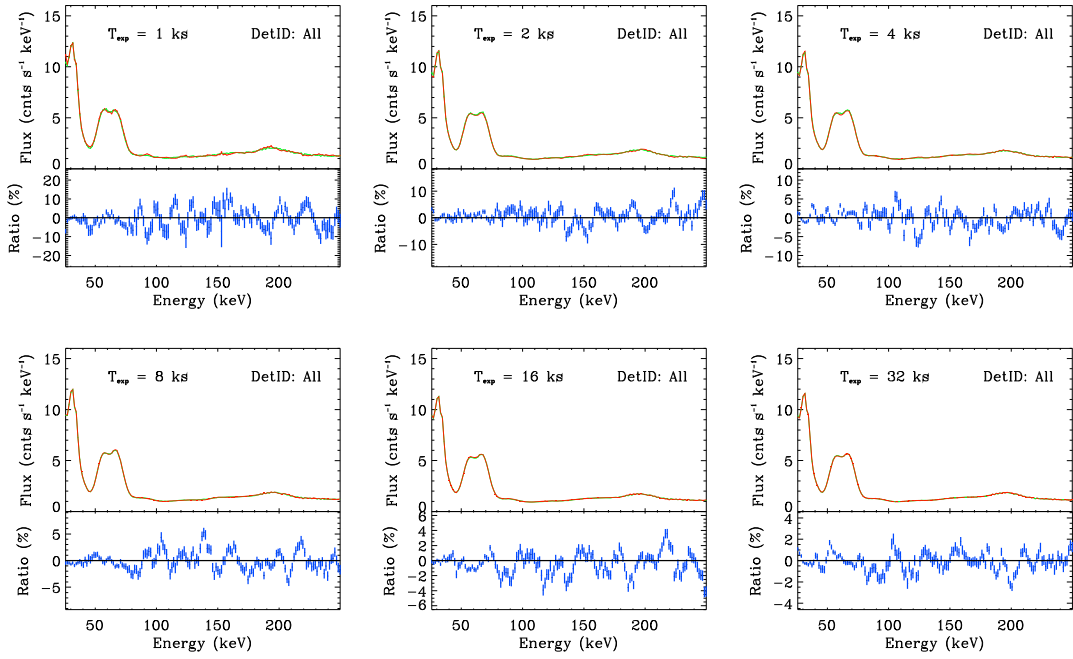 T_exp = 1 ks DetID: All
Flux (cnts s⁻¹ keV⁻¹)
15
10
5
0
Ratio (%)
20
10
0
−10
−20
50 100 150 200
Energy (keV)
T_exp = 2 ks DetID: All
Flux (cnts s⁻¹ keV⁻¹)
15
10
5
0
Ratio (%)
10
0
−10
50 100 150 200
Energy (keV)
T_exp = 4 ks DetID: All
Flux (cnts s⁻¹ keV⁻¹)
15
10
5
0
Ratio (%)
10
5
0
−5
−10
50 100 150 200
Energy (keV)
T_exp = 8 ks DetID: All
Flux (cnts s⁻¹ keV⁻¹)
15
10
5
0
Ratio (%)
5
0
−5
50 100 150 200
Energy (keV)
T_exp = 16 ks DetID: All
Flux (cnts s⁻¹ keV⁻¹)
15
10
5
0
Ratio (%)
6
4
2
0
−2
−4
−6
50 100 150 200
Energy (keV)
T_exp = 32 ks DetID: All
Flux (cnts s⁻¹ keV⁻¹)
15
10
5
0
Ratio (%)
4
2
0
−2
−4
50 100 150 200
Energy (keV)